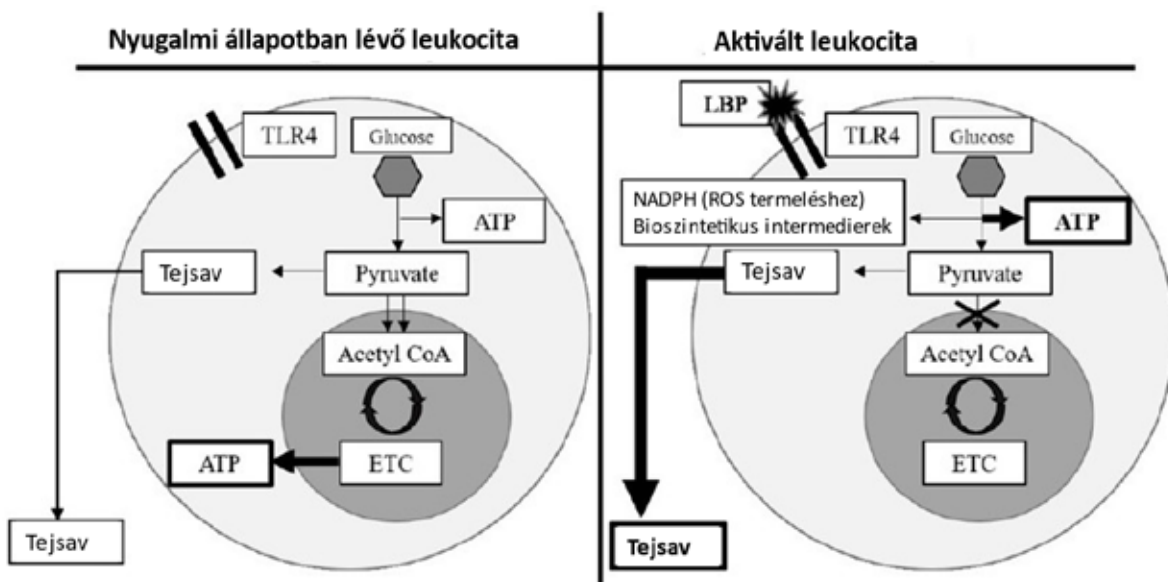 Nyugalmi állapotban lévő leukocita
TLR4
Glucose
ATP
Tejsav
Pyruvate
Acetyl CoA
ATP
ETC
Tejsav
Aktivált leukocita
LBP
TLR4
Glucose
NADPH (ROS termeléshez)
Bioszintetikus intermedierek
ATP
Tejsav
Pyruvate
Acetyl CoA
ETC
Tejsav